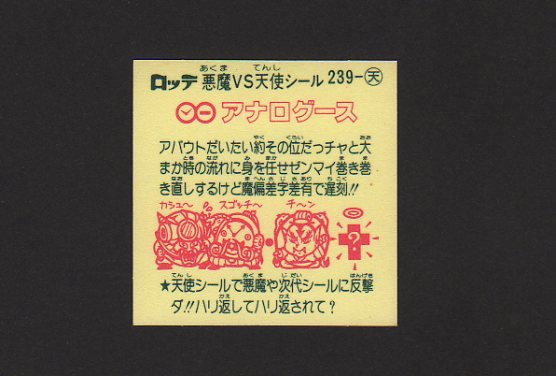 ロッテ 悪魔VS天使シール 239-天
アナログース
アバウトだいたい約その位だっチャと大
まか時の流れに身を任せゼンマイ巻き巻
き直しするけど魔偏差字差有で遅刻!!
カシュ〜 スゴッチ〜 チ〜ン
★天使シールで悪魔や次代シールに反撃
ダ!!ハリ返してハリ返されて?